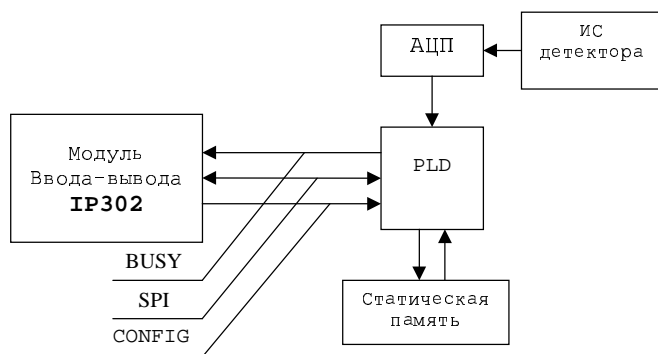 АЦП
ИС
детектора
Модуль
Ввода-вывода
IP302
PLD
BUSY
SPI
CONFIG
Статическая
память